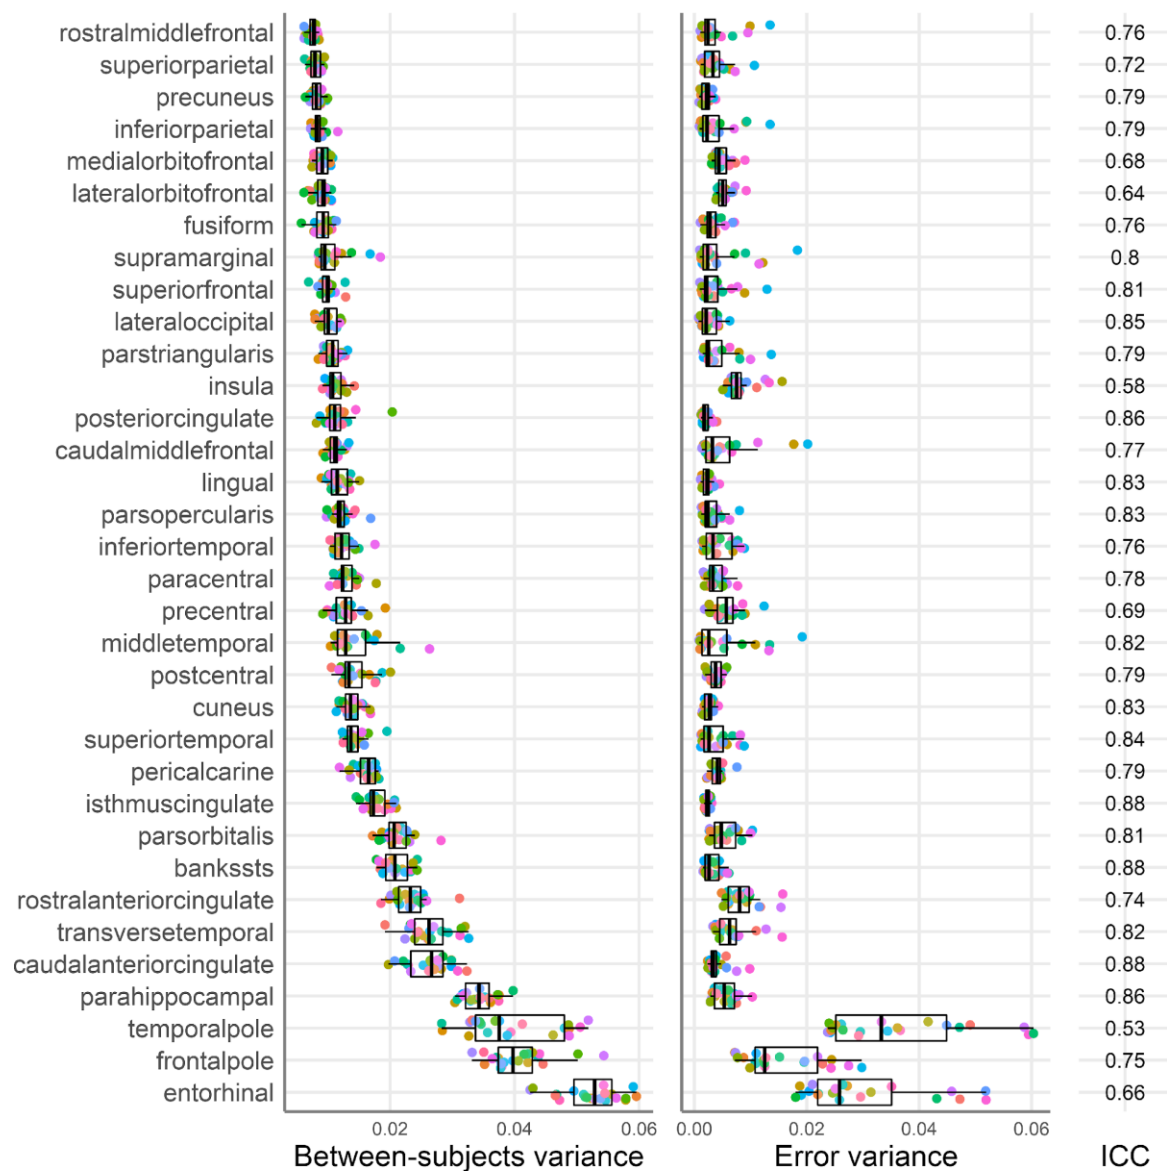 rostralmiddlefrontal 0.76
superiorparietal 0.72
precuneus 0.79
inferiorparietal 0.79
medialorbitofrontal 0.68
lateralorbitofrontal 0.64
fusiform 0.76
supramarginal 0.8
superiorfrontal 0.81
lateraloccipital 0.85
parstriangularis 0.79
insula 0.58
posteriorcingulate 0.86
caudalmiddlefrontal 0.77
lingual 0.83
parsopercularis 0.83
inferiortemporal 0.76
paracentral 0.78
precentral 0.69
middletemporal 0.82
postcentral 0.79
cuneus 0.83
superiortemporal 0.84
pericalcarine 0.79
isthmuscingulate 0.88
parsorbitalis 0.81
bankssts 0.88
rostralanteriorcingulate 0.74
transversetemporal 0.82
caudalanteriorcingulate 0.88
parahippocampal 0.86
temporalpole 0.53
frontalpole 0.75
entorhinal 0.66
0.02 0.04 0.06 0.00 0.02 0.04 0.06
Between-subjects variance Error variance ICC